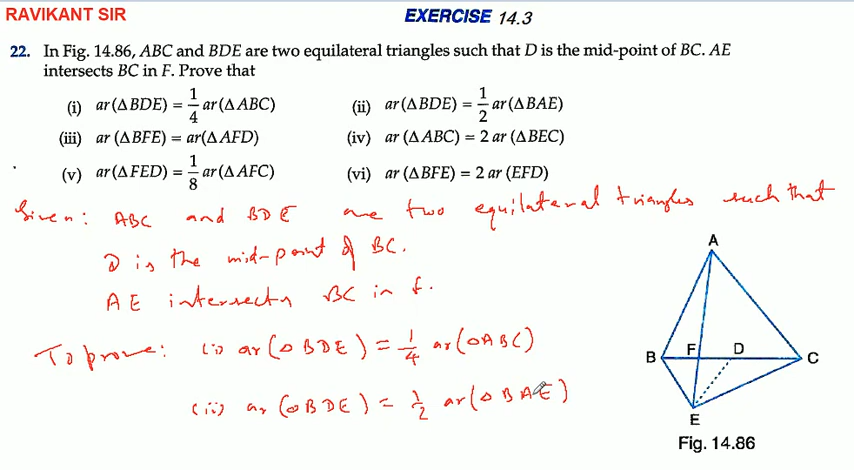 RAVIKANT SIR
EXERCISE 14.3
22. In Fig. 14.86, ABC and BDE are two equilateral triangles such that D is the mid-point of BC. AE
intersects BC in F. Prove that
(i) ar(ΔBDE) = 1/4 ar(ΔABC) (ii) ar(ΔBDE) = 1/2 ar(ΔBAE)
(iii) ar (ΔBFE) = ar(ΔAFD) (iv) ar (ΔABC) = 2 ar (ΔBEC)
(v) ar(ΔFED) = 1/8 ar(ΔAFC) (vi) ar (ΔBFE) = 2 ar (EFD)
Given: ABC and BDE are two equilateral triangles such that
D is the mid-point of BC.
AE intersects BC in F.
To prove: (i) ar(ΔBDE) = 1/4 ar(ΔABC)
(ii) ar(ΔBDE) = 1/2 ar(ΔBAE)
A
B F D C
E
Fig. 14.86